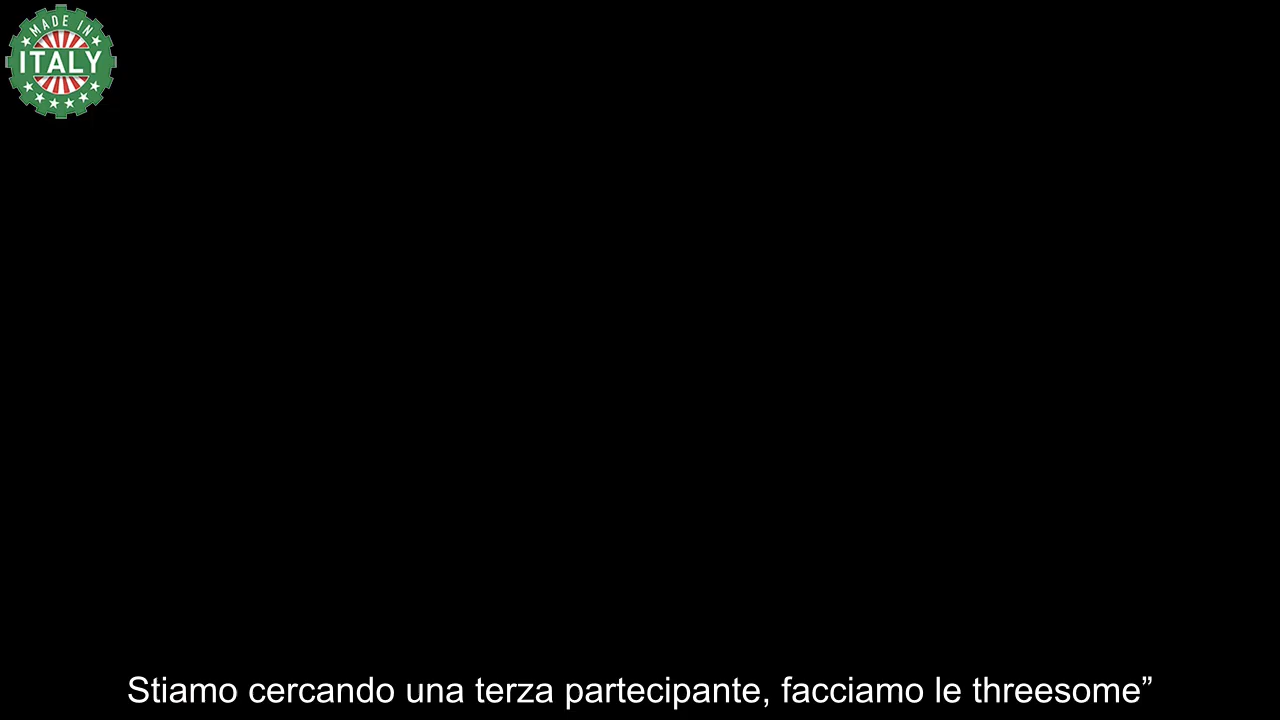 MADE IN
ITALY
Stiamo cercando una terza partecipante, facciamo le threesome”